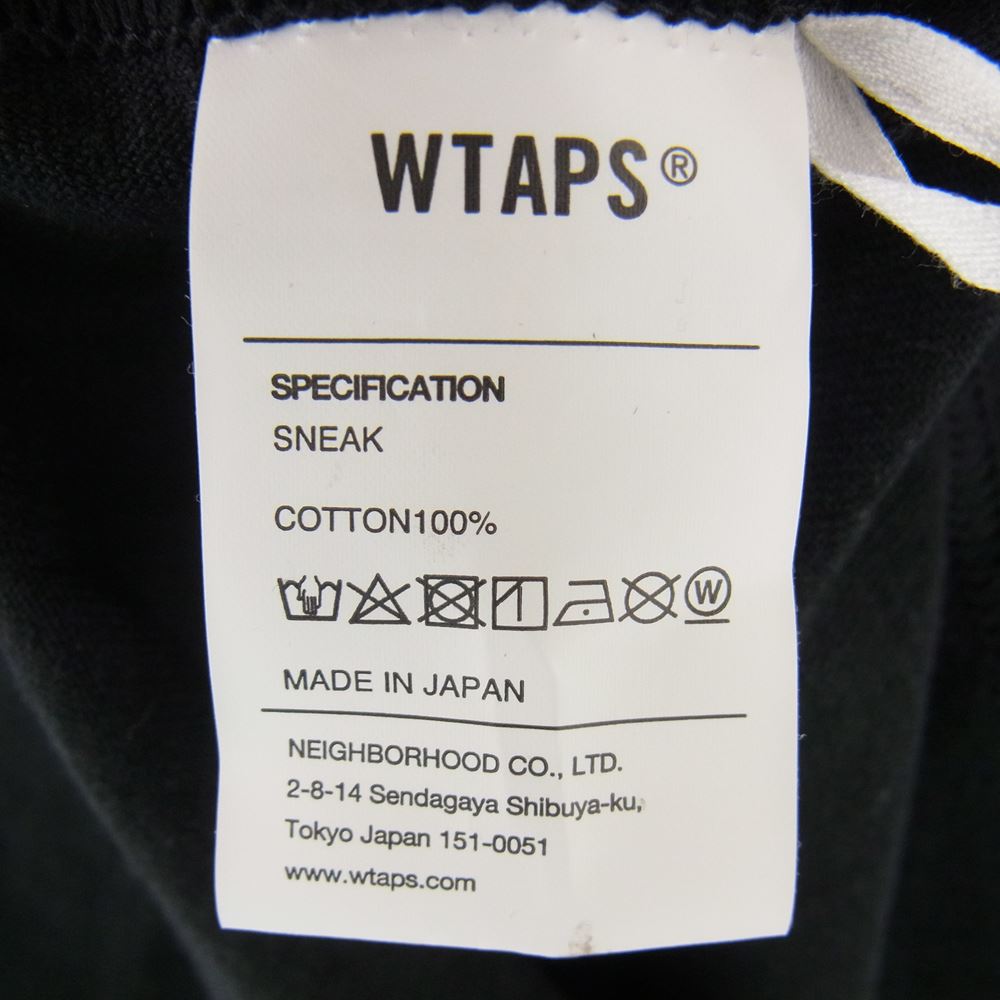 WTAPS®
SPECIFICATION
SNEAK
COTTON100%
W
MADE IN JAPAN
NEIGHBORHOOD CO., LTD.
2-8-14 Sendagaya Shibuya-ku,
Tokyo Japan 151-0051
www.wtaps.com